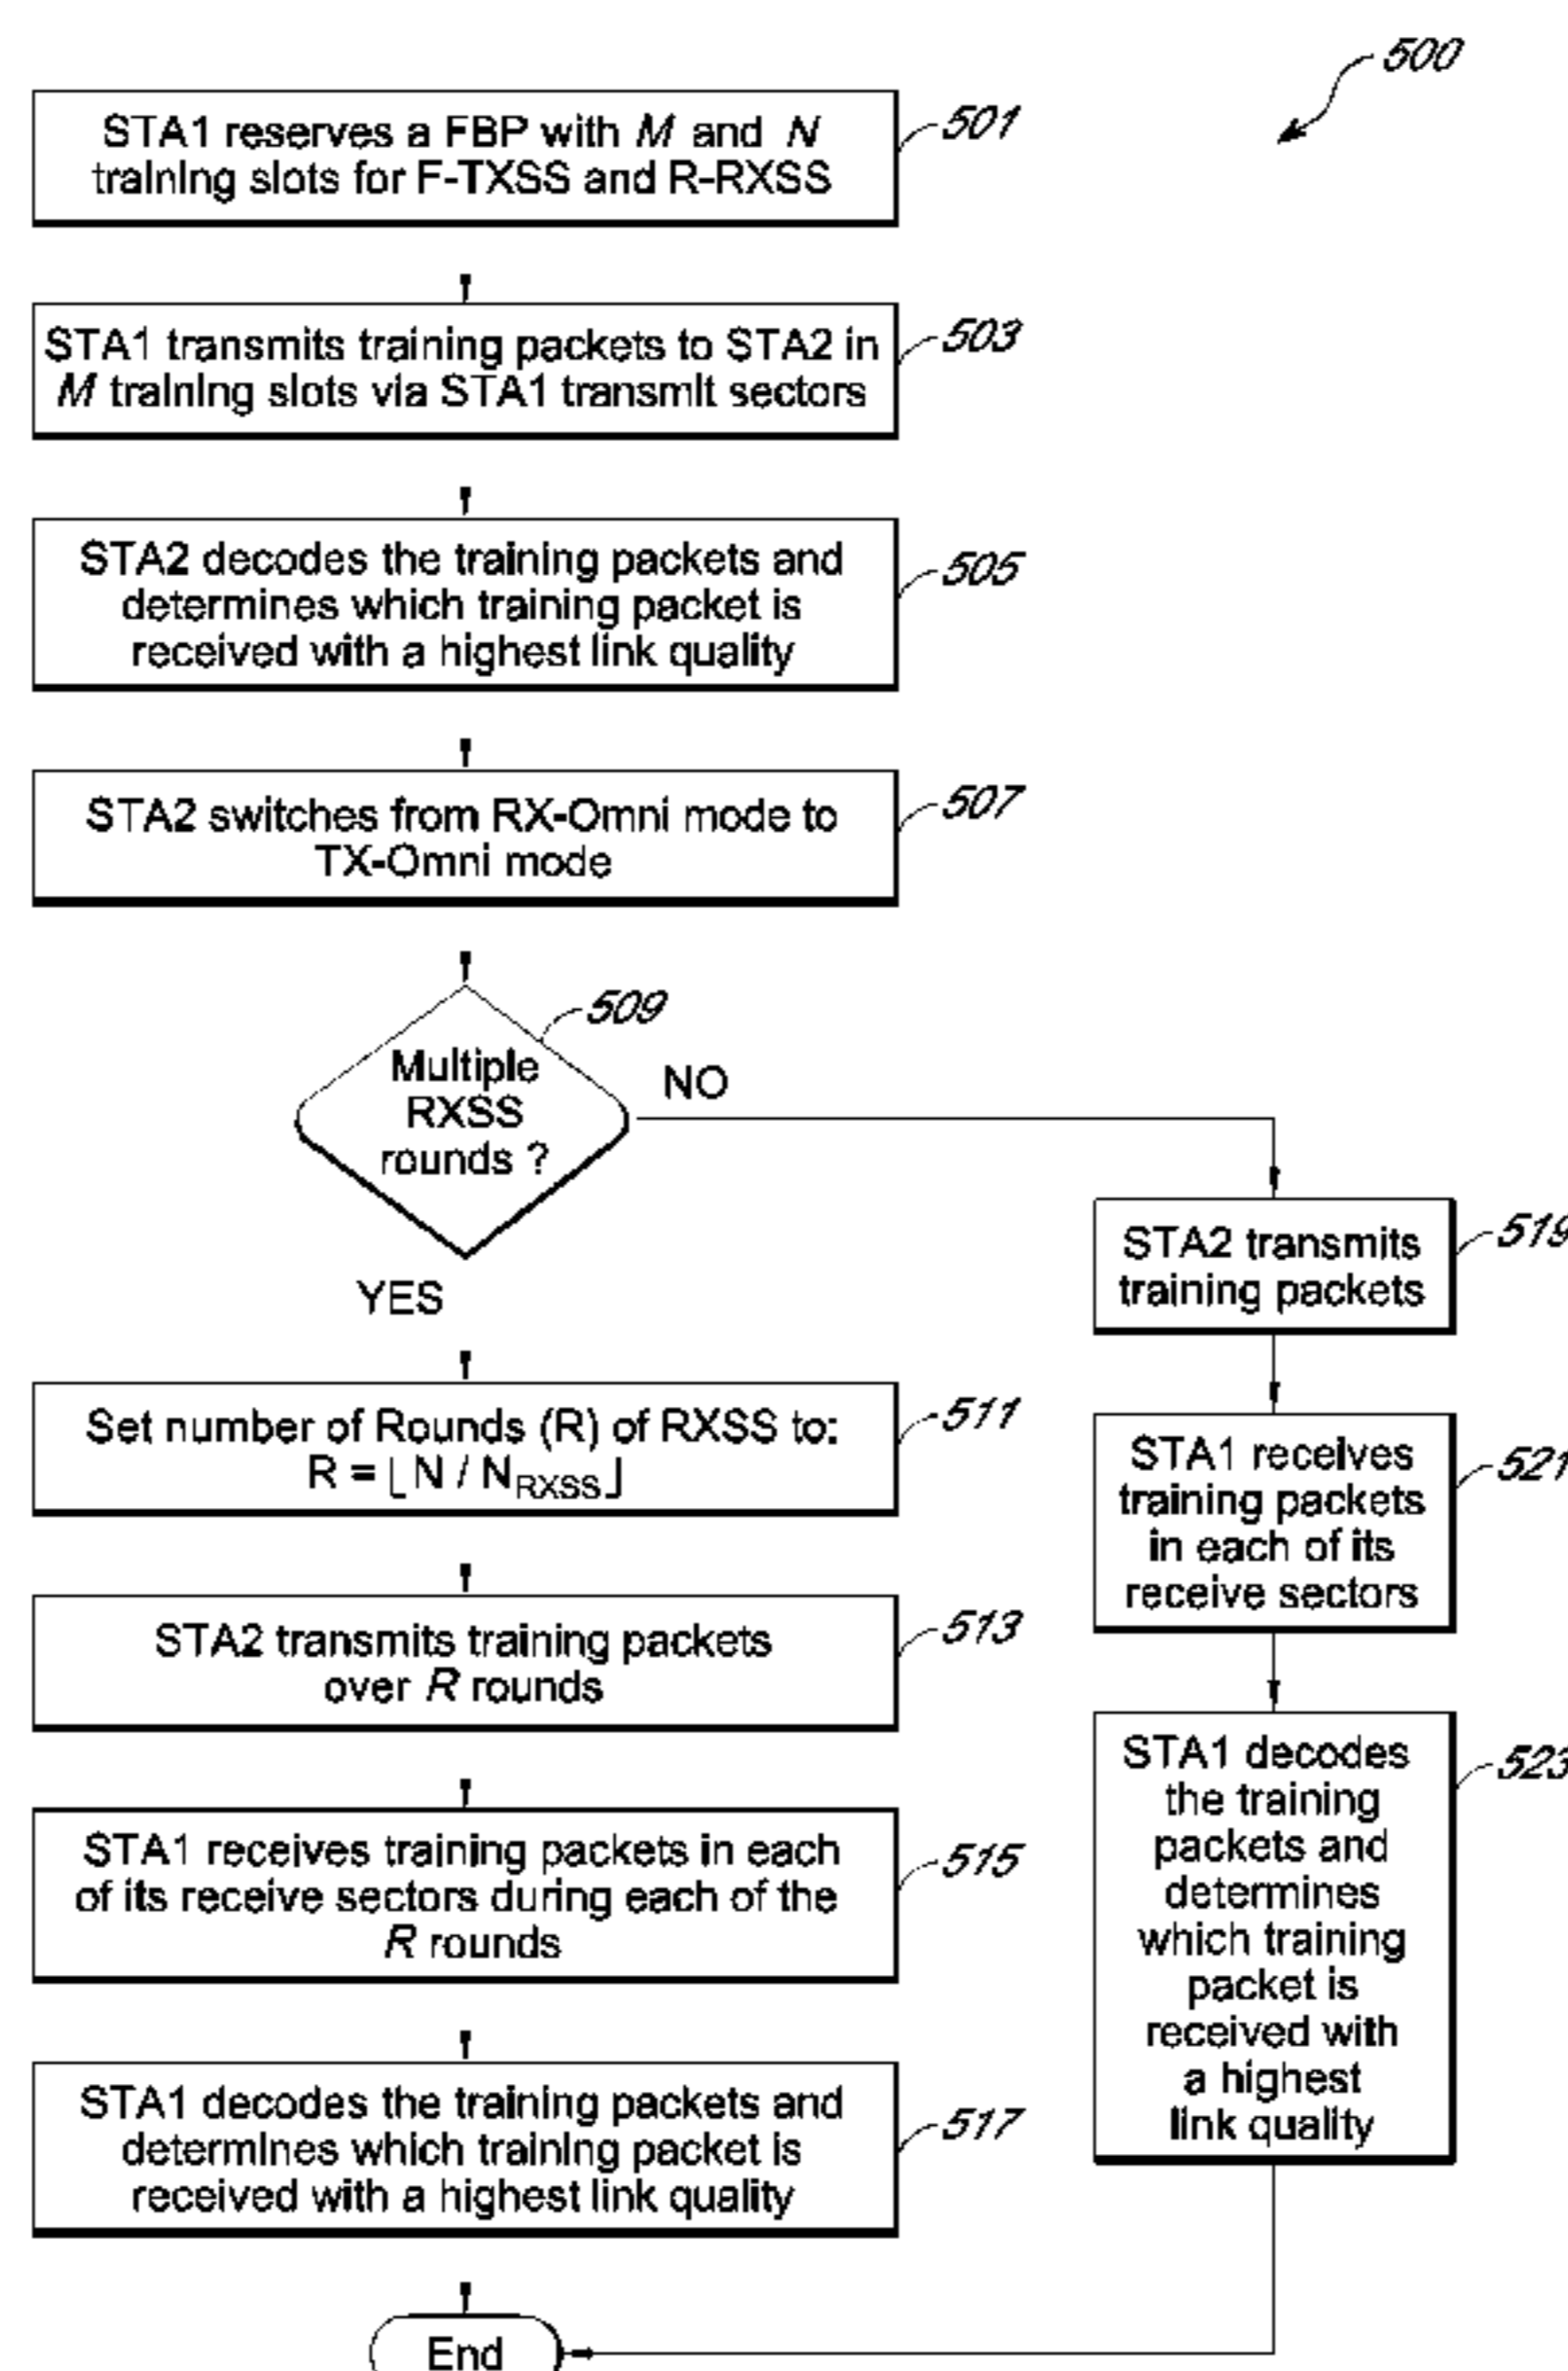 500
STA1 reserves a FBP with M and N
training slots for F-TXSS and R-RXSS
501
STA1 transmits training packets to STA2 in
M training slots via STA1 transmit sectors
503
STA2 decodes the training packets and
determines which training packet is
received with a highest link quality
505
STA2 switches from RX-Omni mode to
TX-Omni mode
507
509
Multiple
RXSS
rounds ?
NO
YES
Set number of Rounds (R) of RXSS to:
R = ⌊ N / N_RXSS ⌋
511
STA2 transmits training packets
over R rounds
513
STA1 receives training packets in each
of its receive sectors during each of the
R rounds
515
STA1 decodes the training packets and
determines which training packet is
received with a highest link quality
517
STA2 transmits
training packets
519
STA1 receives
training packets
in each of its
receive sectors
521
STA1 decodes
the training
packets and
determines
which training
packet is
received with
a highest
link quality
523
End